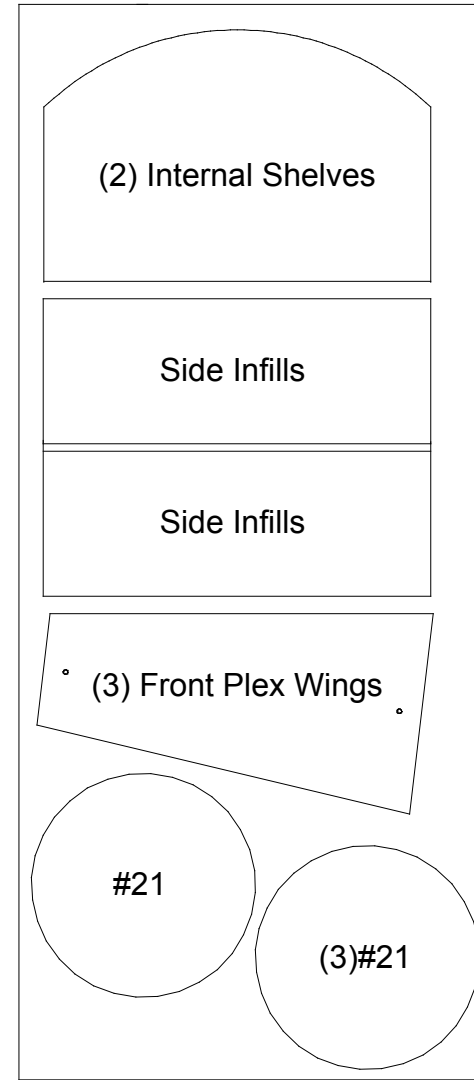 (2) Internal Shelves
Side Infills
Side Infills
(3) Front Plex Wings
#21
(3)#21